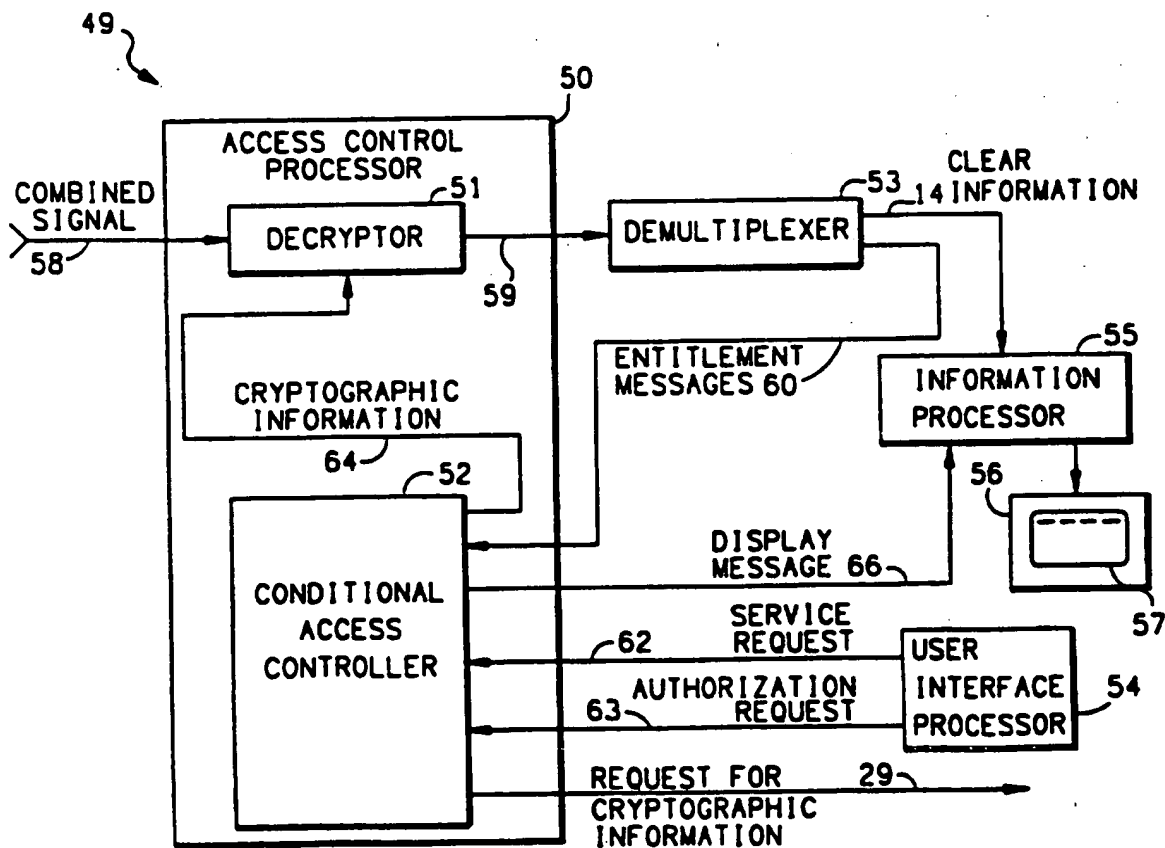 49
50
ACCESS CONTROL
PROCESSOR
COMBINED
SIGNAL
58
51
DECRYPTOR
59
53
DEMULTIPLEXER
CLEAR
14 INFORMATION
ENTITLEMENT
MESSAGES 60
55
INFORMATION
PROCESSOR
CRYPTOGRAPHIC
INFORMATION
64
52
CONDITIONAL
ACCESS
CONTROLLER
56
57
DISPLAY
MESSAGE 66
SERVICE
REQUEST
62
AUTHORIZATION
REQUEST
63
USER
INTERFACE
PROCESSOR
54
REQUEST FOR
CRYPTOGRAPHIC
INFORMATION
29